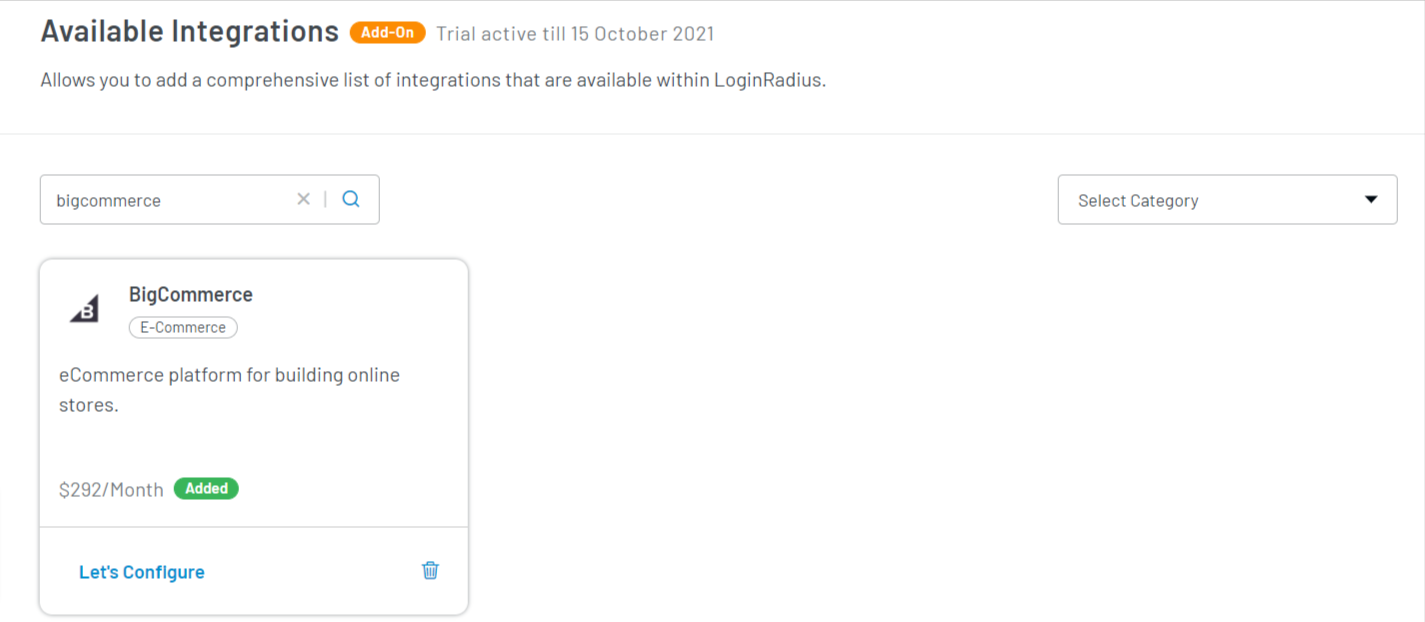 Available Integrations Add-On Trial active till 15 October 2021
Allows you to add a comprehensive list of integrations that are available within LoginRadius.
bigcommerce
Select Category
B
BigCommerce
E-Commerce
eCommerce platform for building online
stores.
$292/Month Added
Let's Configure